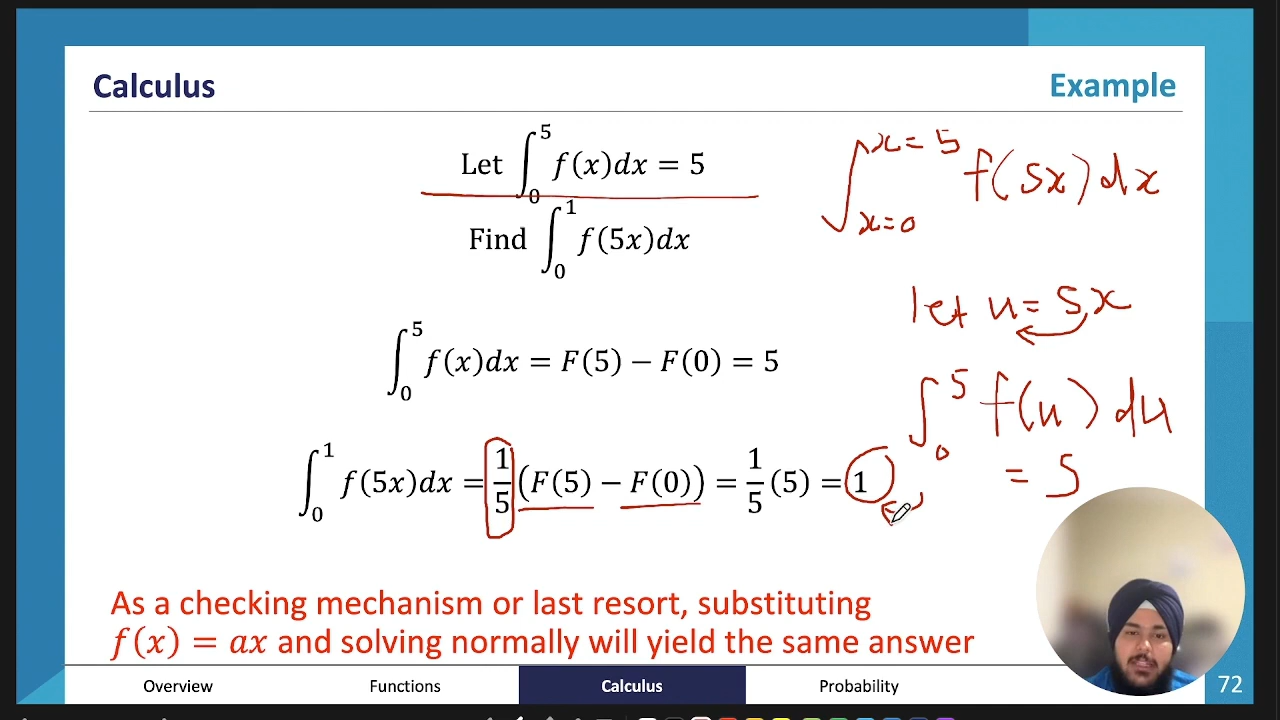 Calculus
Example
Let ∫₀⁵ f(x)dx = 5
Find ∫₀¹ f(5x)dx
∫₀⁵ f(x)dx = F(5) − F(0) = 5
∫₀¹ f(5x)dx = 1/5 (F(5) − F(0)) = 1/5 (5) = 1
∫ x=0 x=5 f(5x)dx
let u = 5x
∫₀⁵ f(u) du
= 5
As a checking mechanism or last resort, substituting
f(x) = ax and solving normally will yield the same answer
Overview
Functions
Calculus
Probability
72